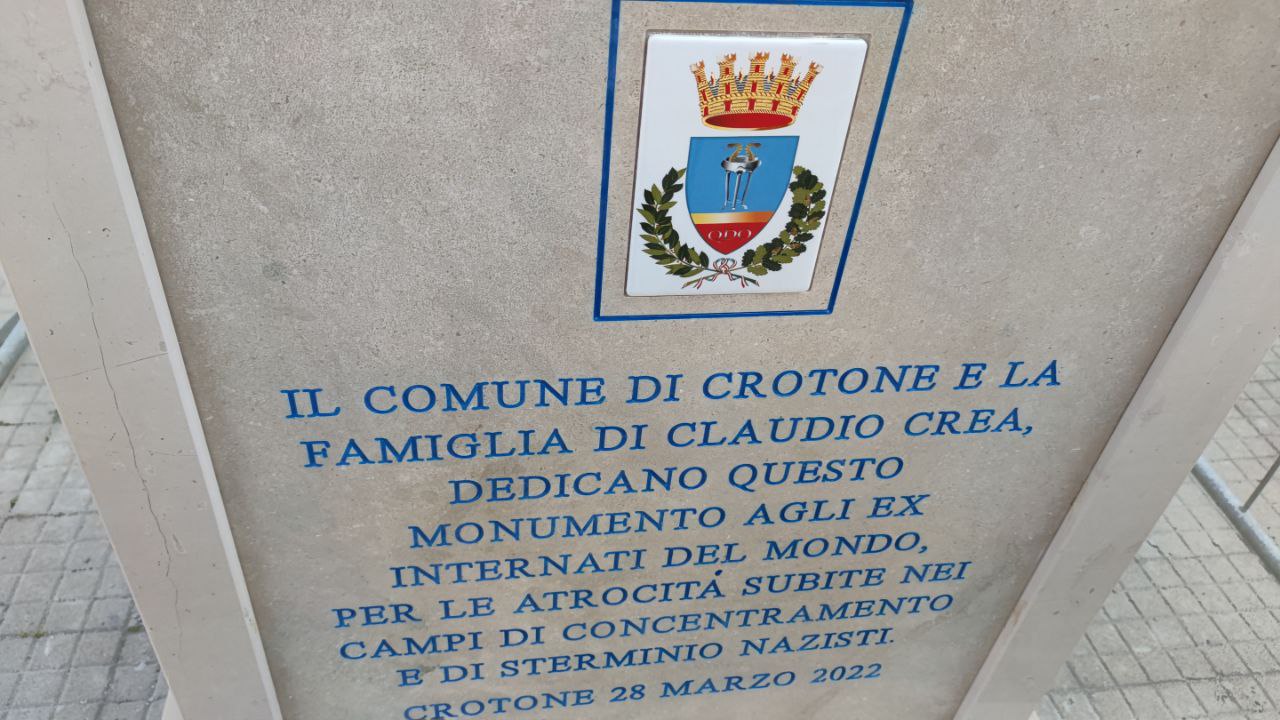 QPO
IL COMUNE DI CROTONE E LA
FAMIGLIA DI CLAUDIO CREA,
DEDICANO QUESTO
MONUMENTO AGLI EX
INTERNATI DEL MONDO,
PER LE ATROCITÁ SUBITE NEI
CAMPI DI CONCENTRAMENTO
E DI STERMINIO NAZISTI.
CROTONE 28 MARZO 2022